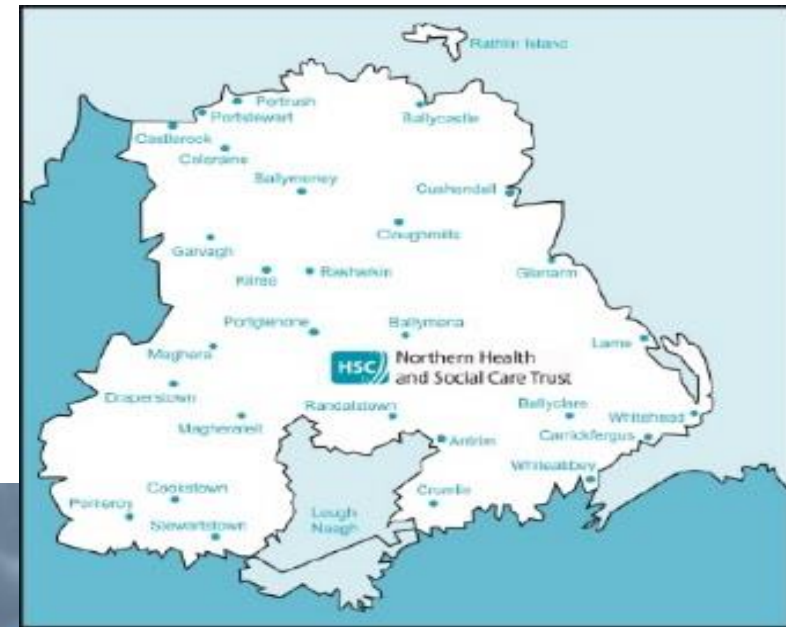 Rathlin Island
Portrush
Portstewart
Ballycastle
Castlerock
Coleraine
Ballymoney
Cushendall
Cloughmills
Garvagh
Glenarm
Kilrea
Rasharkin
Portglenone
Ballymena
Larne
Maghera
HSC
Northern Health
and Social Care Trust
Draperstown
Randalstown
Ballyclare
Whitehead
Magherafelt
Antrim
Carrickfergus
Whiteabbey
Cookstown
Crumlin
Pomeroy
Lough
Neagh
Stewartstown